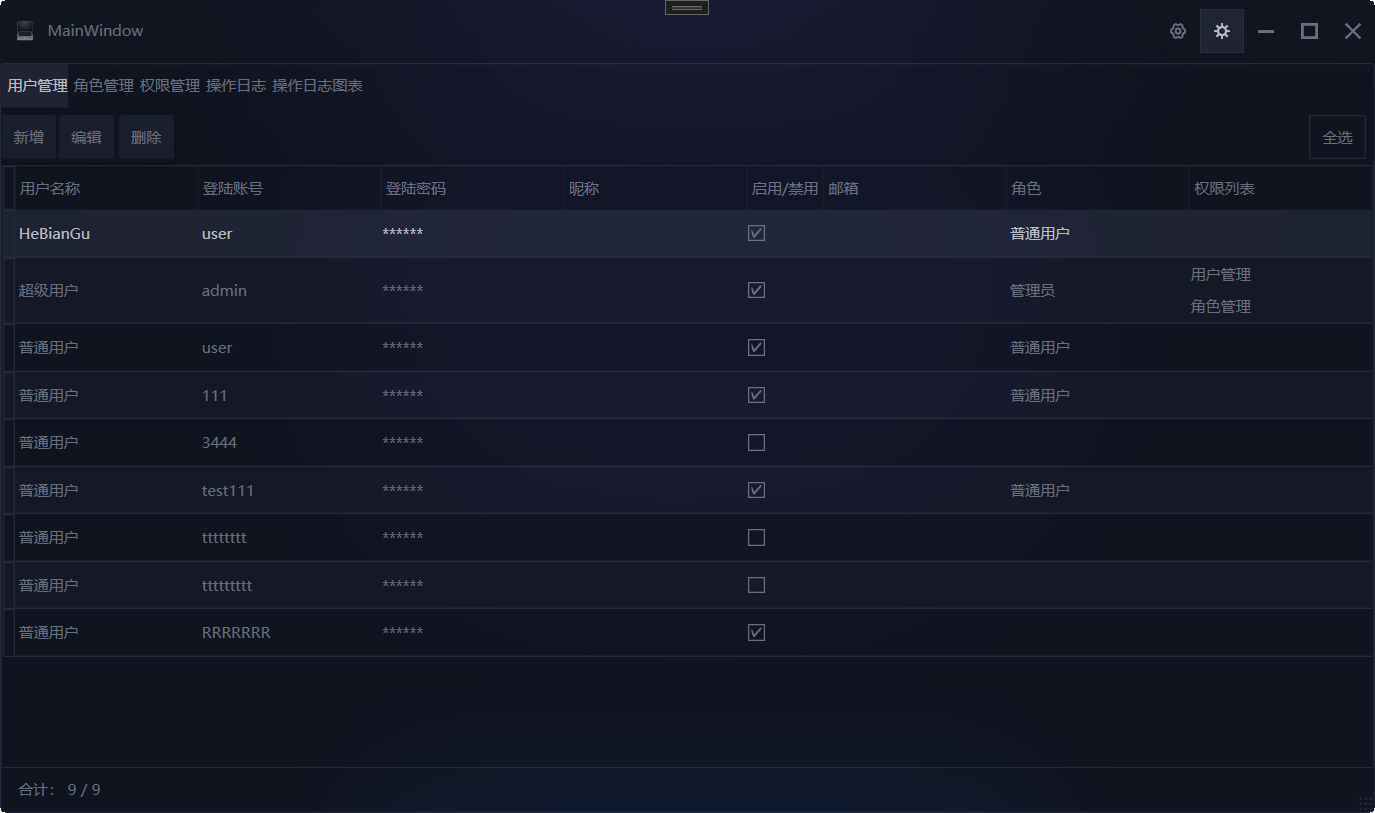 MainWindow
用户管理 角色管理 权限管理 操作日志 操作日志图表
新增 编辑 删除 全选
用户名称 登陆账号 登陆密码 昵称 启用/禁用 邮箱 角色 权限列表
HeBianGu user ****** 普通用户
超级用户 admin ****** 管理员 用户管理
角色管理
普通用户 user ****** 普通用户
普通用户 111 ****** 普通用户
普通用户 3444 ******
普通用户 test111 ****** 普通用户
普通用户 tttttttt ******
普通用户 ttttttttt ******
普通用户 RRRRRRR ******
合计: 9 / 9